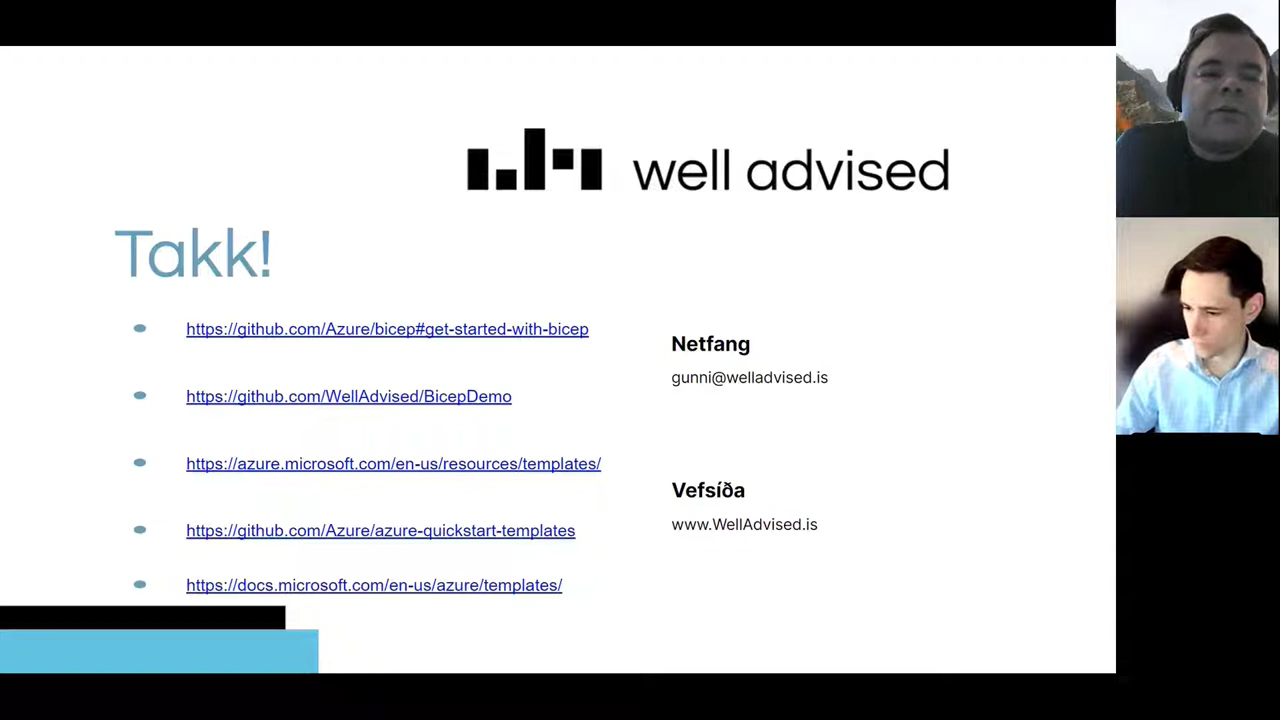 well advised
Takk!
https://github.com/Azure/bicep#get-started-with-bicep
https://github.com/WellAdvised/BicepDemo
https://azure.microsoft.com/en-us/resources/templates/
https://github.com/Azure/azure-quickstart-templates
https://docs.microsoft.com/en-us/azure/templates/
Netfang
gunni@welladvised.is
Vefsíða
www.WellAdvised.is